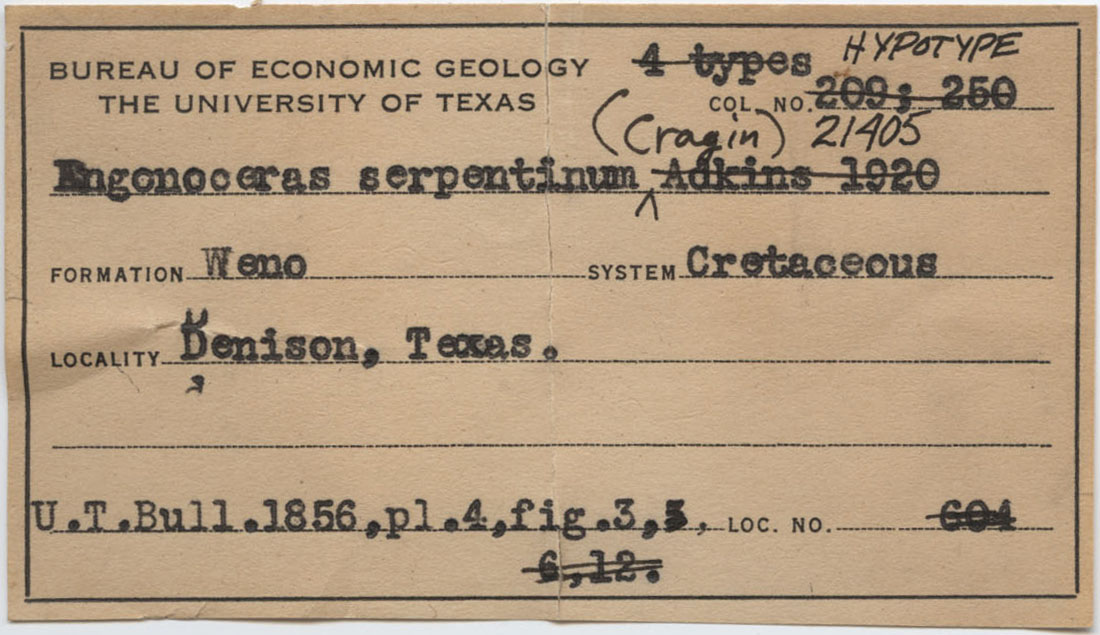 4 types HYPOTYPE
BUREAU OF ECONOMIC GEOLOGY
THE UNIVERSITY OF TEXAS COL. NO. 209; 250
(Cragin) 21405
Engonoceras serpentinum ^ Adkins 1920
FORMATION Weno SYSTEM Cretaceous
LOCALITY Denison, Texas.
U.T.Bull.1856,pl.4,fig.3,5, LOC. NO. 604
6,12.